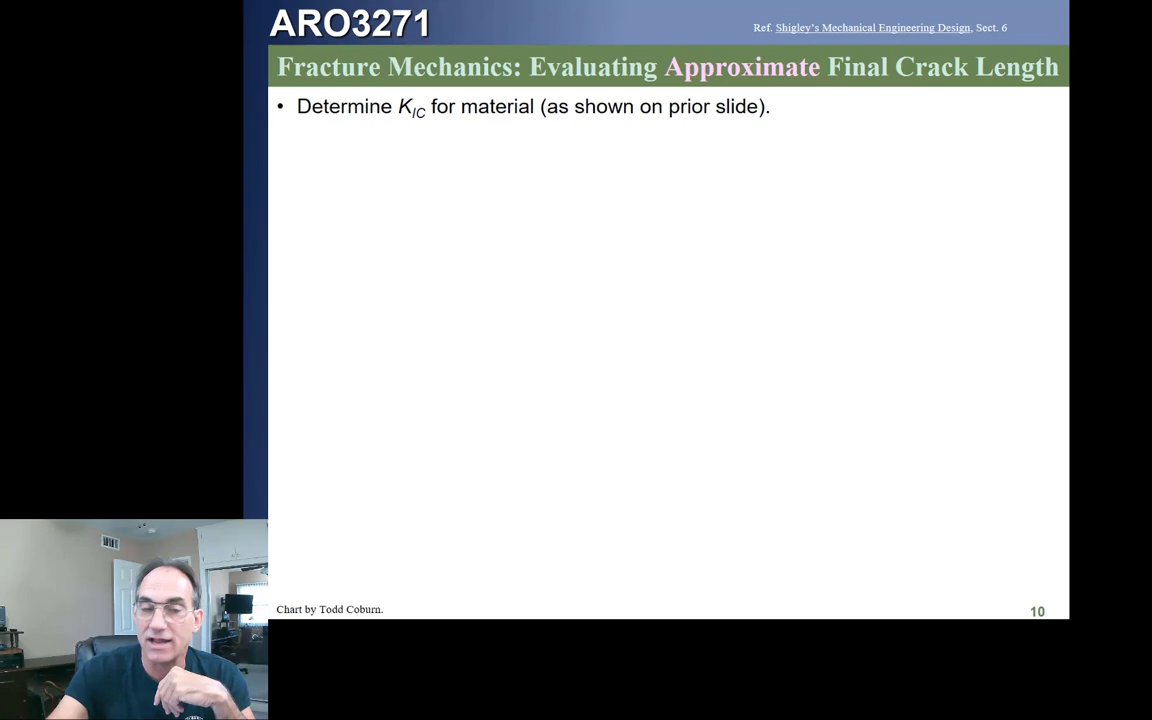 ARO3271
Ref. Shigley's Mechanical Engineering Design, Sect. 6
Fracture Mechanics: Evaluating Approximate Final Crack Length
• Determine KIC for material (as shown on prior slide).
Chart by Todd Coburn.
10